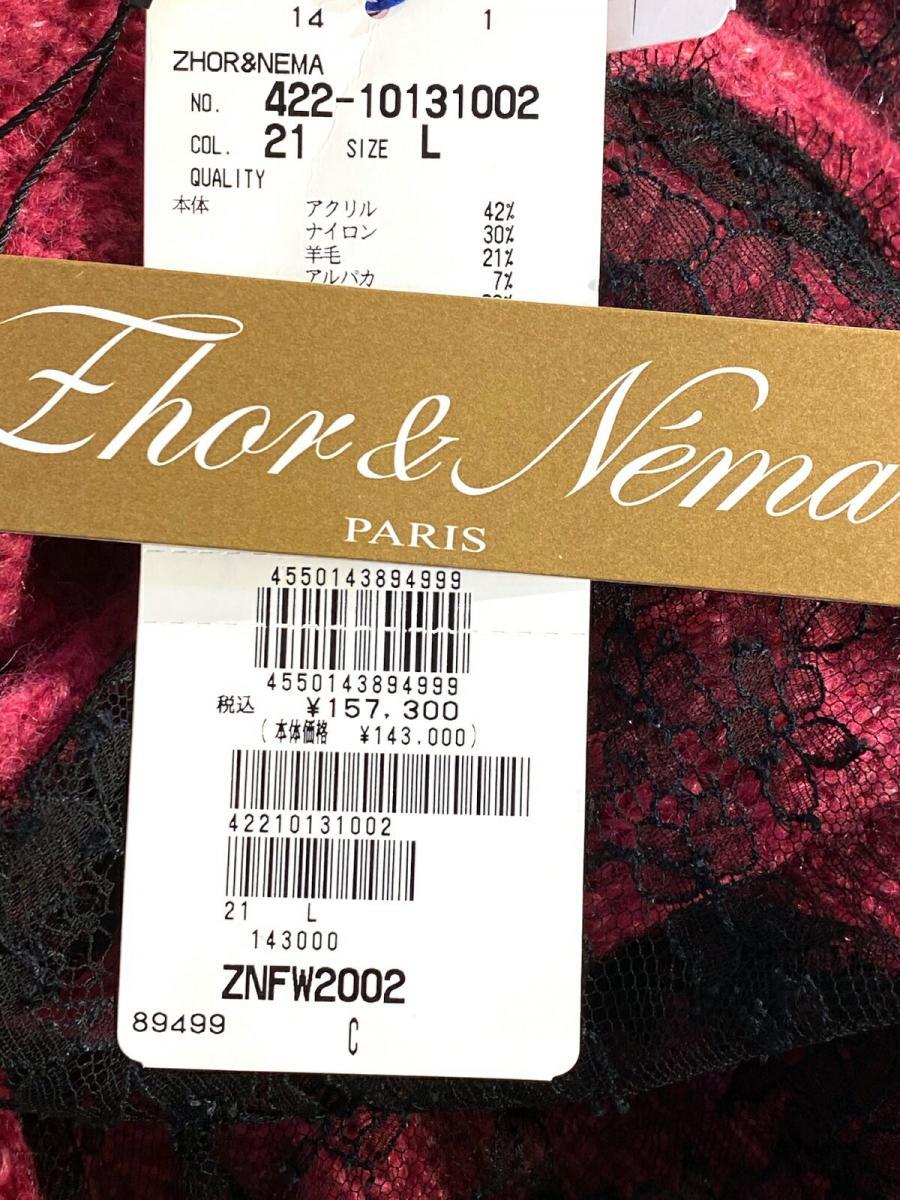 14 1
ZHOR&NEMA
NO. 422-10131002
COL. 21 SIZE L
QUALITY
本体 アクリル 42%
ナイロン 30%
羊毛 21%
アルパカ 7%
Zhor & Néma
PARIS
4550143894999
4550143894999
税込 ¥157,300
(本体価格 ¥143,000)
42210131002
21 L
143000
ZNFW2002
89499 C